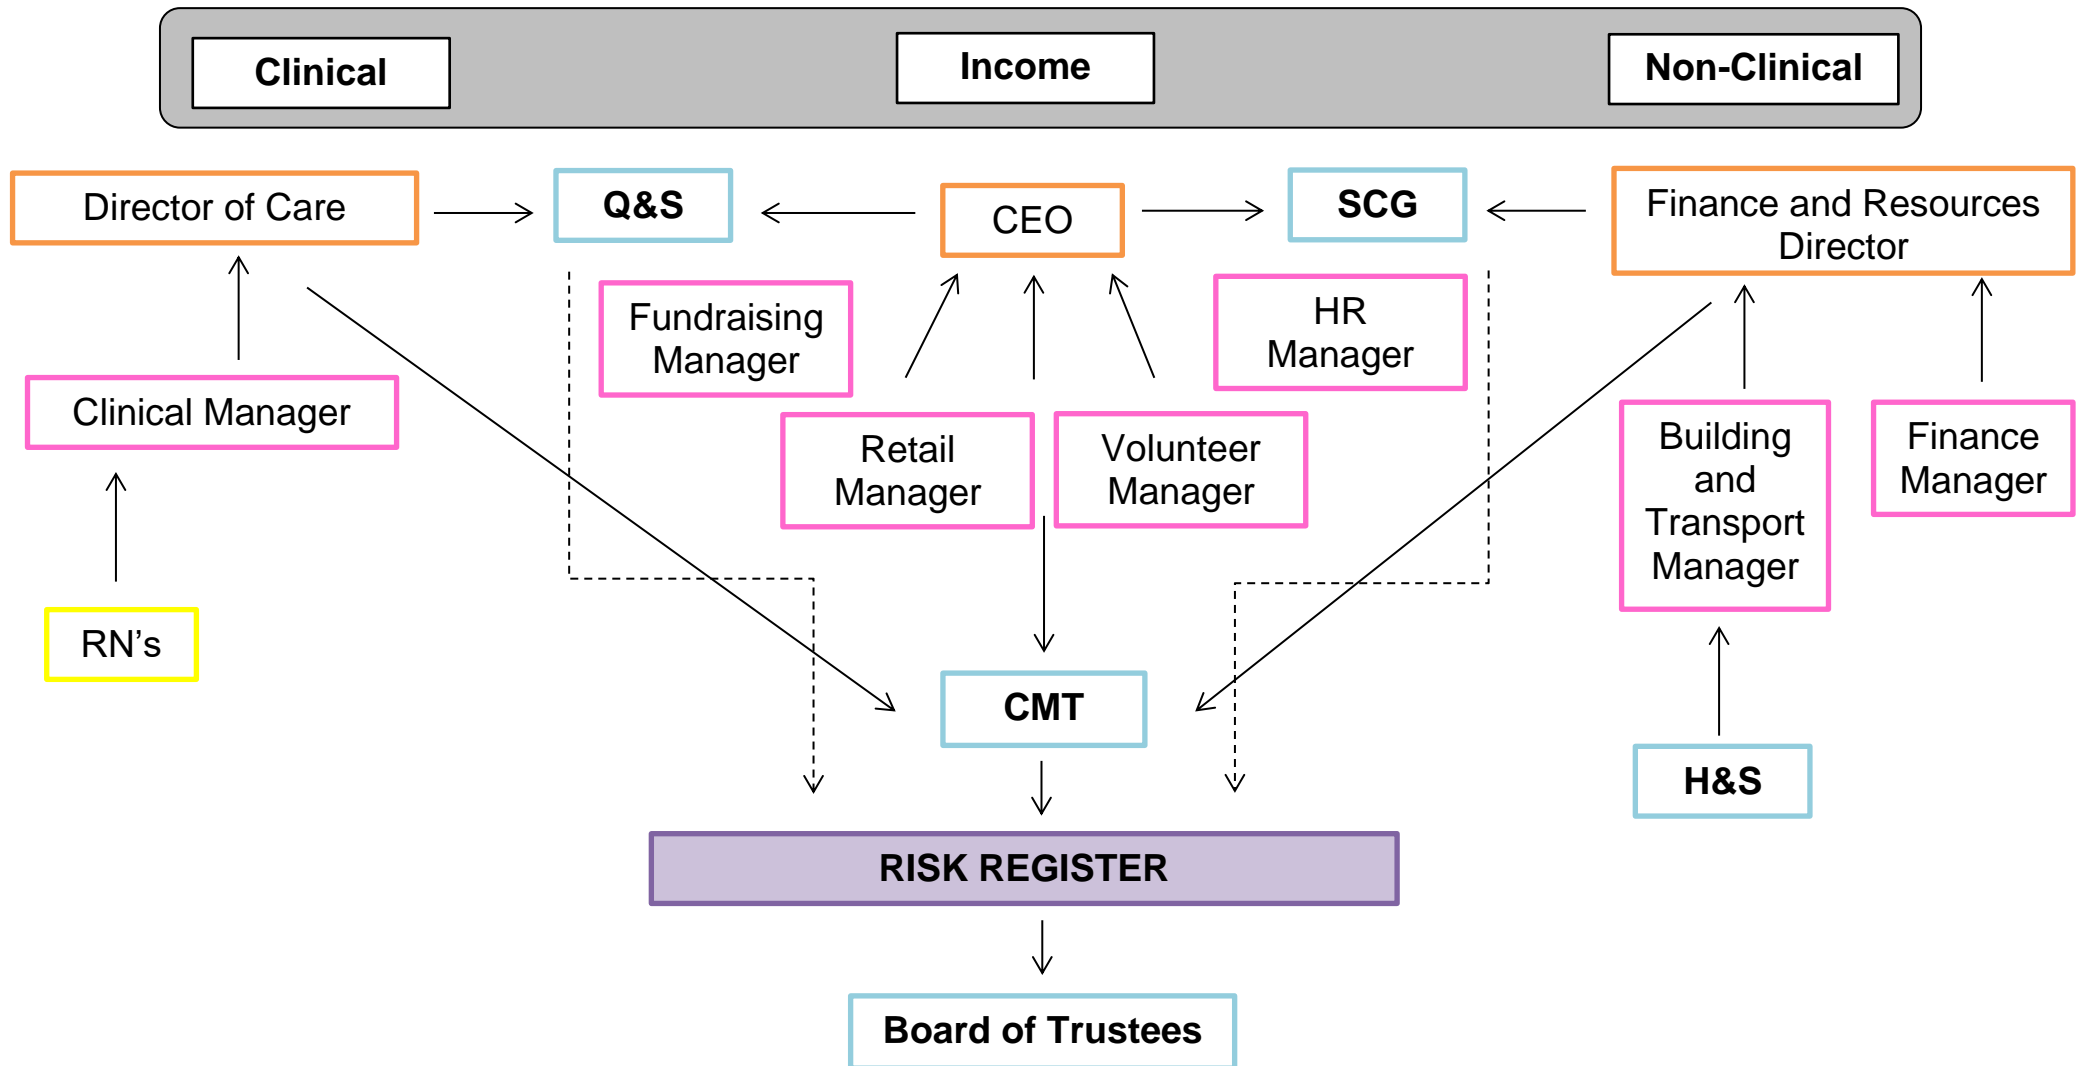 Clinical
Income
Non-Clinical
Director of Care
Q&S
CEO
SCG
Finance and Resources
Director
Fundraising
Manager
HR
Manager
Clinical Manager
Retail
Manager
Volunteer
Manager
Building
and
Transport
Manager
Finance
Manager
RN’s
CMT
H&S
RISK REGISTER
Board of Trustees